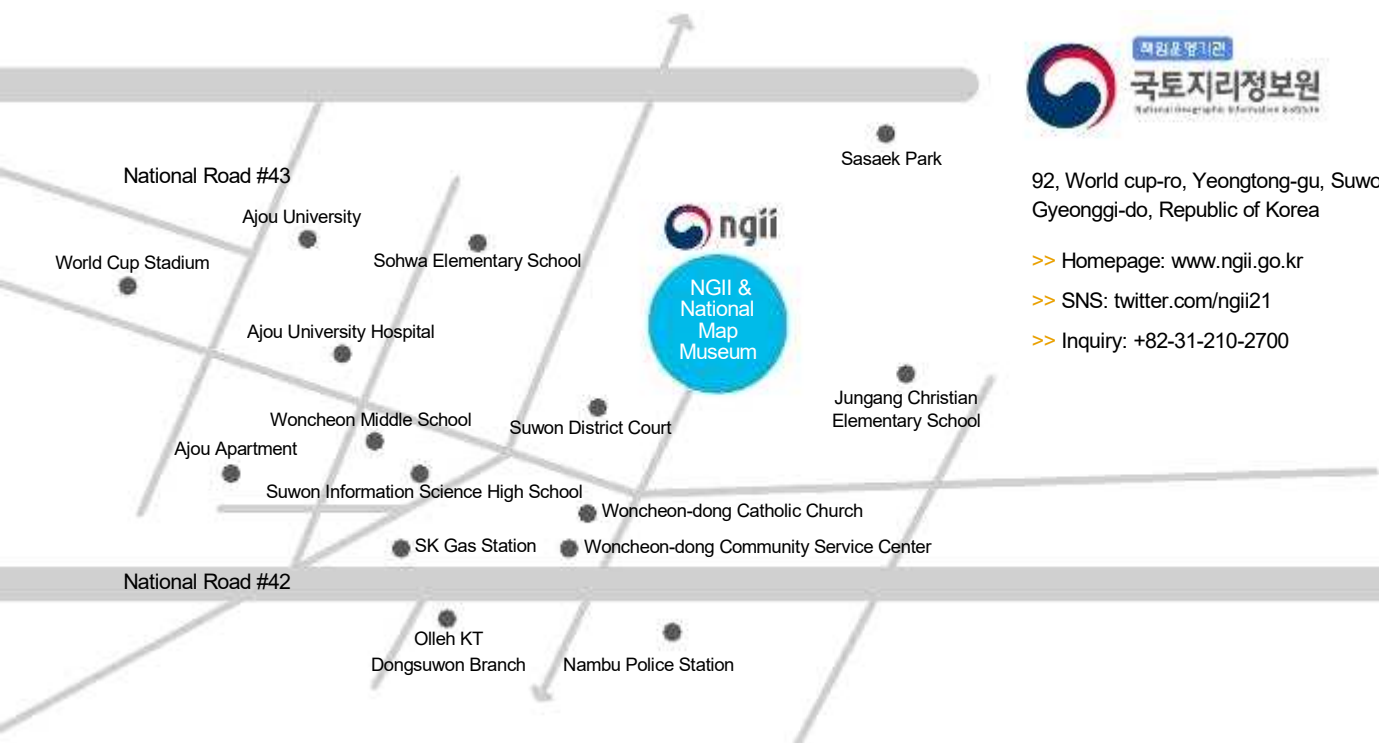 책임운영기관
국토지리정보원
National Geographic Information Institute
Sasaek Park
National Road #43
92, World cup-ro, Yeongtong-gu, Suwo
Gyeonggi-do, Republic of Korea
Ajou University
ngii
World Cup Stadium
Sohwa Elementary School
>> Homepage: www.ngii.go.kr
NGII &
National
Map
Museum
>> SNS: twitter.com/ngii21
Ajou University Hospital
>> Inquiry: +82-31-210-2700
Jungang Christian
Elementary School
Woncheon Middle School
Suwon District Court
Ajou Apartment
Suwon Information Science High School
Woncheon-dong Catholic Church
SK Gas Station
Woncheon-dong Community Service Center
National Road #42
Olleh KT
Dongsuwon Branch
Nambu Police Station